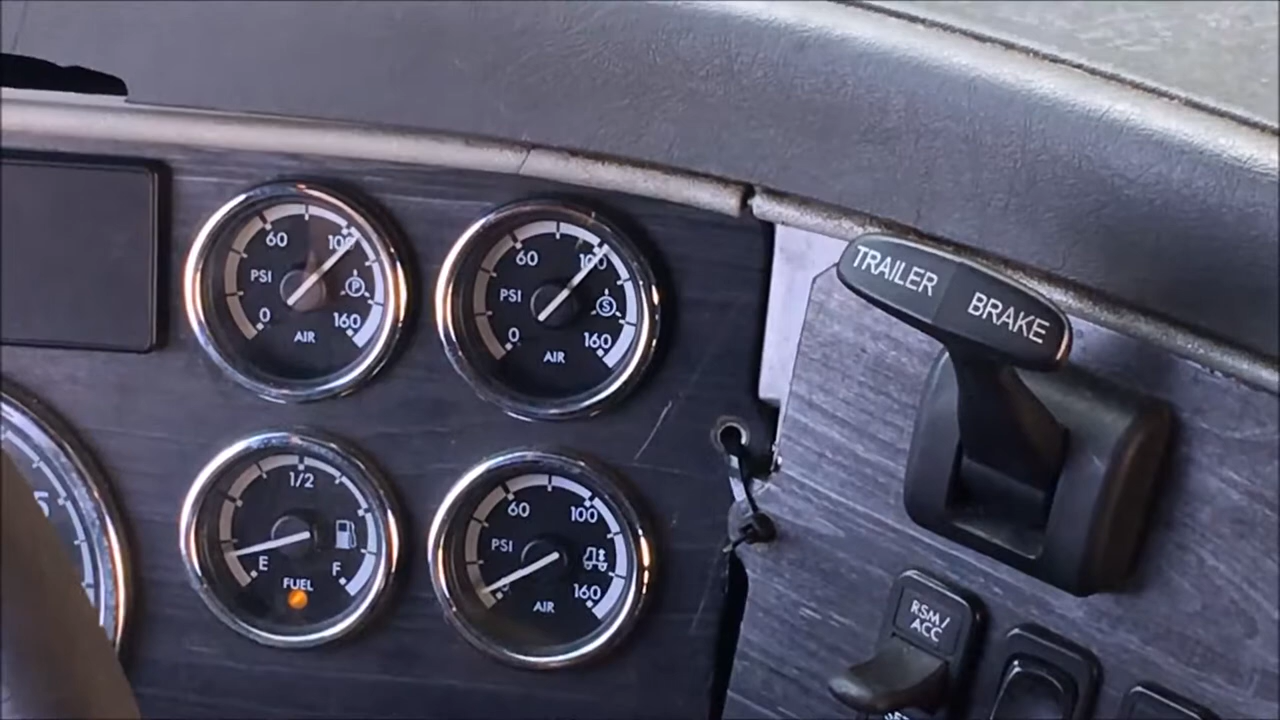 60
100
PSI
P
0
160
AIR
60
100
PSI
S
0
160
AIR
TRAILER BRAKE
1/2
E
F
FUEL
60
100
PSI
160
AIR
5
RSM/
ACC